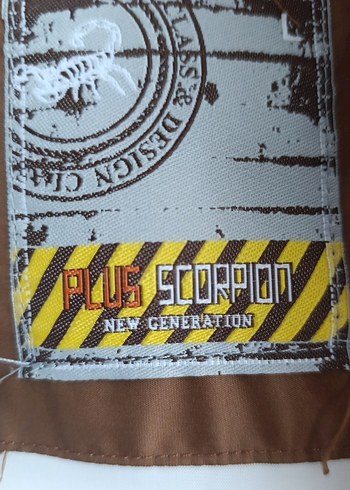 LASS & DESIGN
PLUS SCORPION
NEW GENERATION